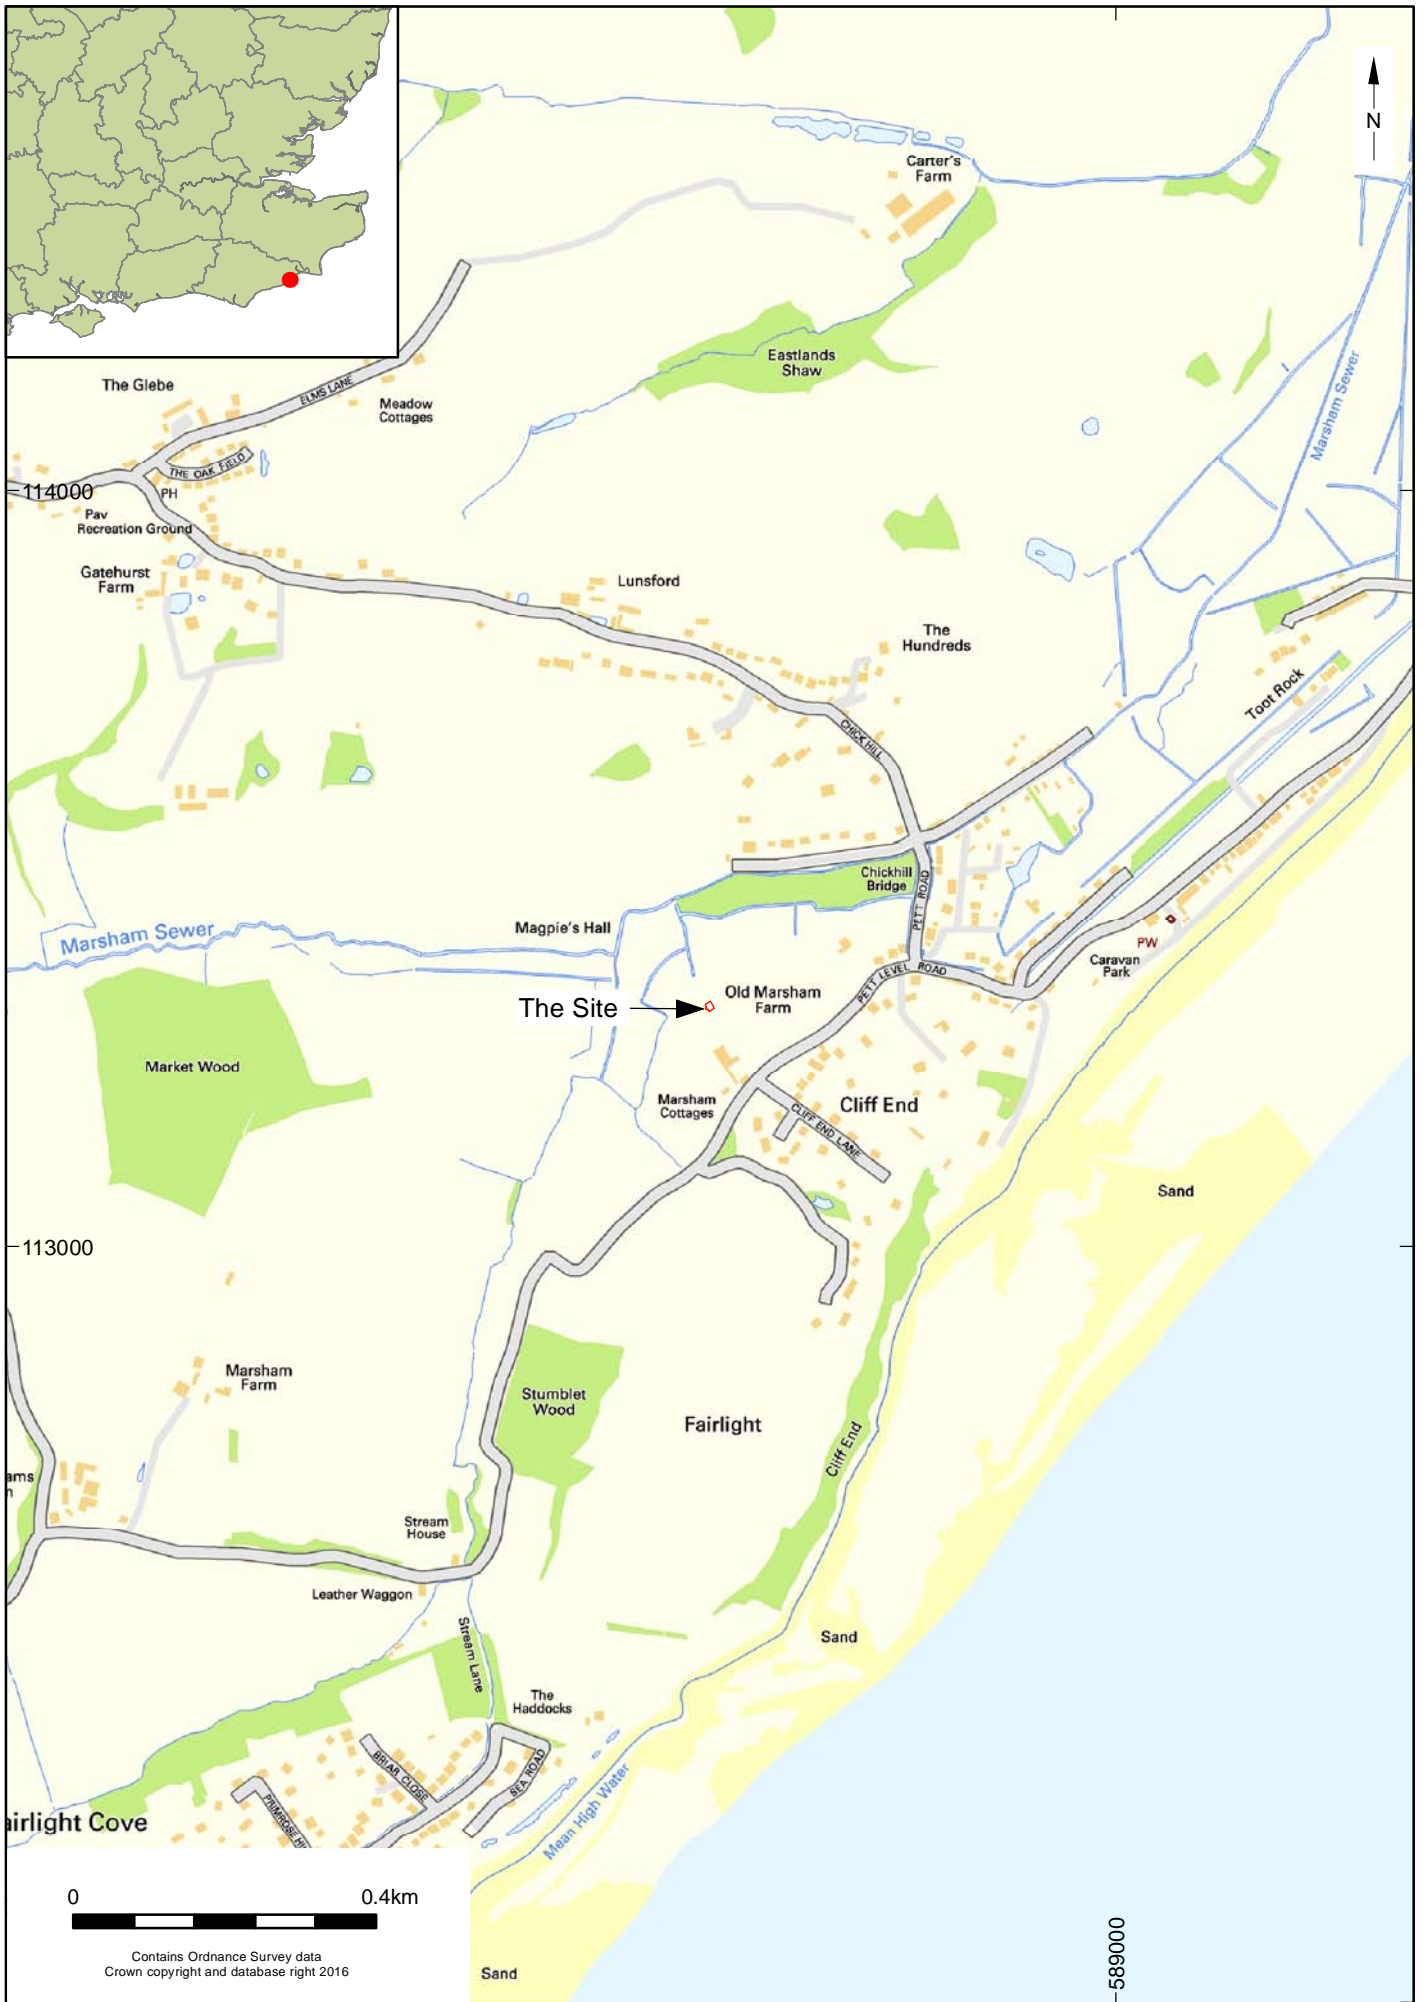 N
Carter's
Farm
Eastlands
Shaw
Marsham Sewer
The Glebe
ELMS LANE
Meadow
Cottages
THE OAK FIELD
114000
PH
Pav
Recreation Ground
Gatehurst
Farm
Lunsford
The
Hundreds
Toot Rock
CHICK HILL
Chickhill
Bridge
PETT ROAD
Magpie's Hall
Marsham Sewer
PW
Caravan
Park
PETT LEVEL ROAD
The Site
Old Marsham
Farm
Market Wood
Marsham
Cottages
CLIFF END LANE
Cliff End
Sand
113000
Marsham
Farm
Stumblet
Wood
Fairlight
Cliff End
ams
n
Stream
House
Leather Waggon
Stream Lane
Sand
The
Haddocks
BRIAR CLOSE
SEA ROAD
PRIMROSE HI
Mean High Water
airlight Cove
0 0.4km
Contains Ordnance Survey data
Crown copyright and database right 2016
Sand
589000